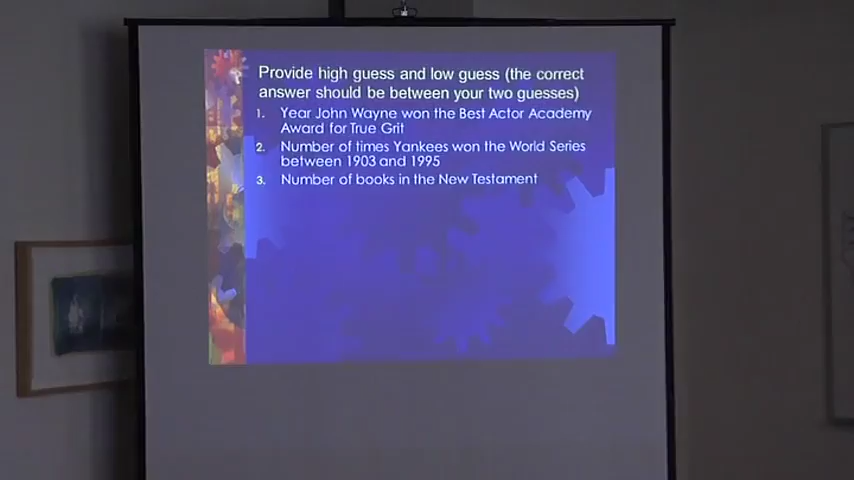 Provide high guess and low guess (the correct
answer should be between your two guesses)
1. Year John Wayne won the Best Actor Academy
Award for True Grit
2. Number of times Yankees won the World Series
between 1903 and 1995
3. Number of books in the New Testament